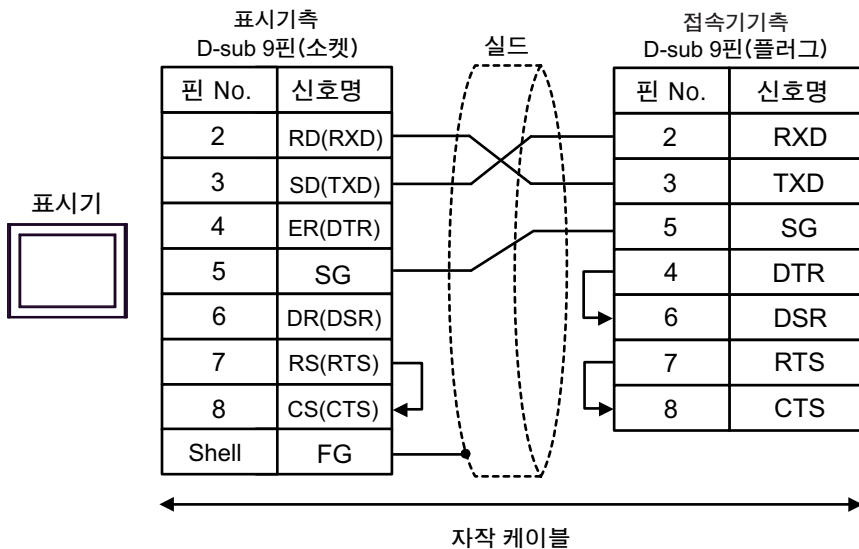 표시기측
D-sub 9핀(소켓)
실드
접속기기측
D-sub 9핀(플러그)
표시기
핀 No. 신호명
2 RD(RXD)
3 SD(TXD)
4 ER(DTR)
5 SG
6 DR(DSR)
7 RS(RTS)
8 CS(CTS)
Shell FG
핀 No. 신호명
2 RXD
3 TXD
5 SG
4 DTR
6 DSR
7 RTS
8 CTS
자작 케이블